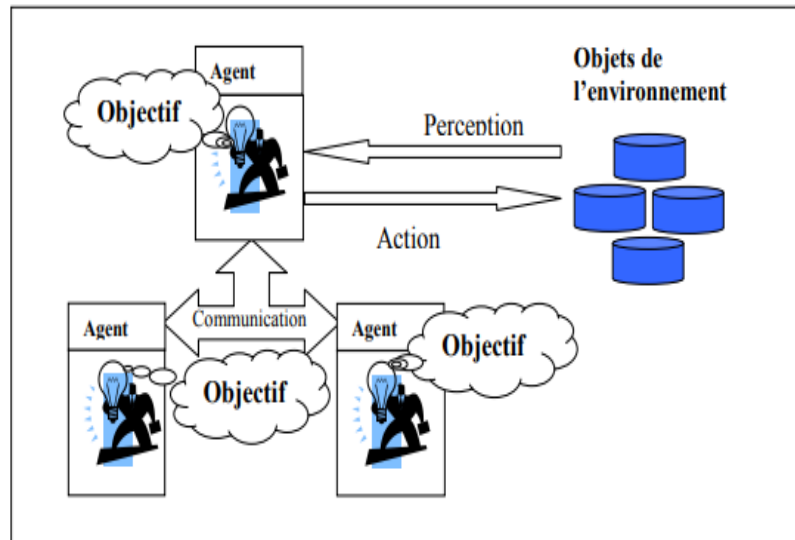 Agent
Objectif
Objets de
l'environnement
Perception
Action
Communication
Agent
Objectif
Agent
Objectif